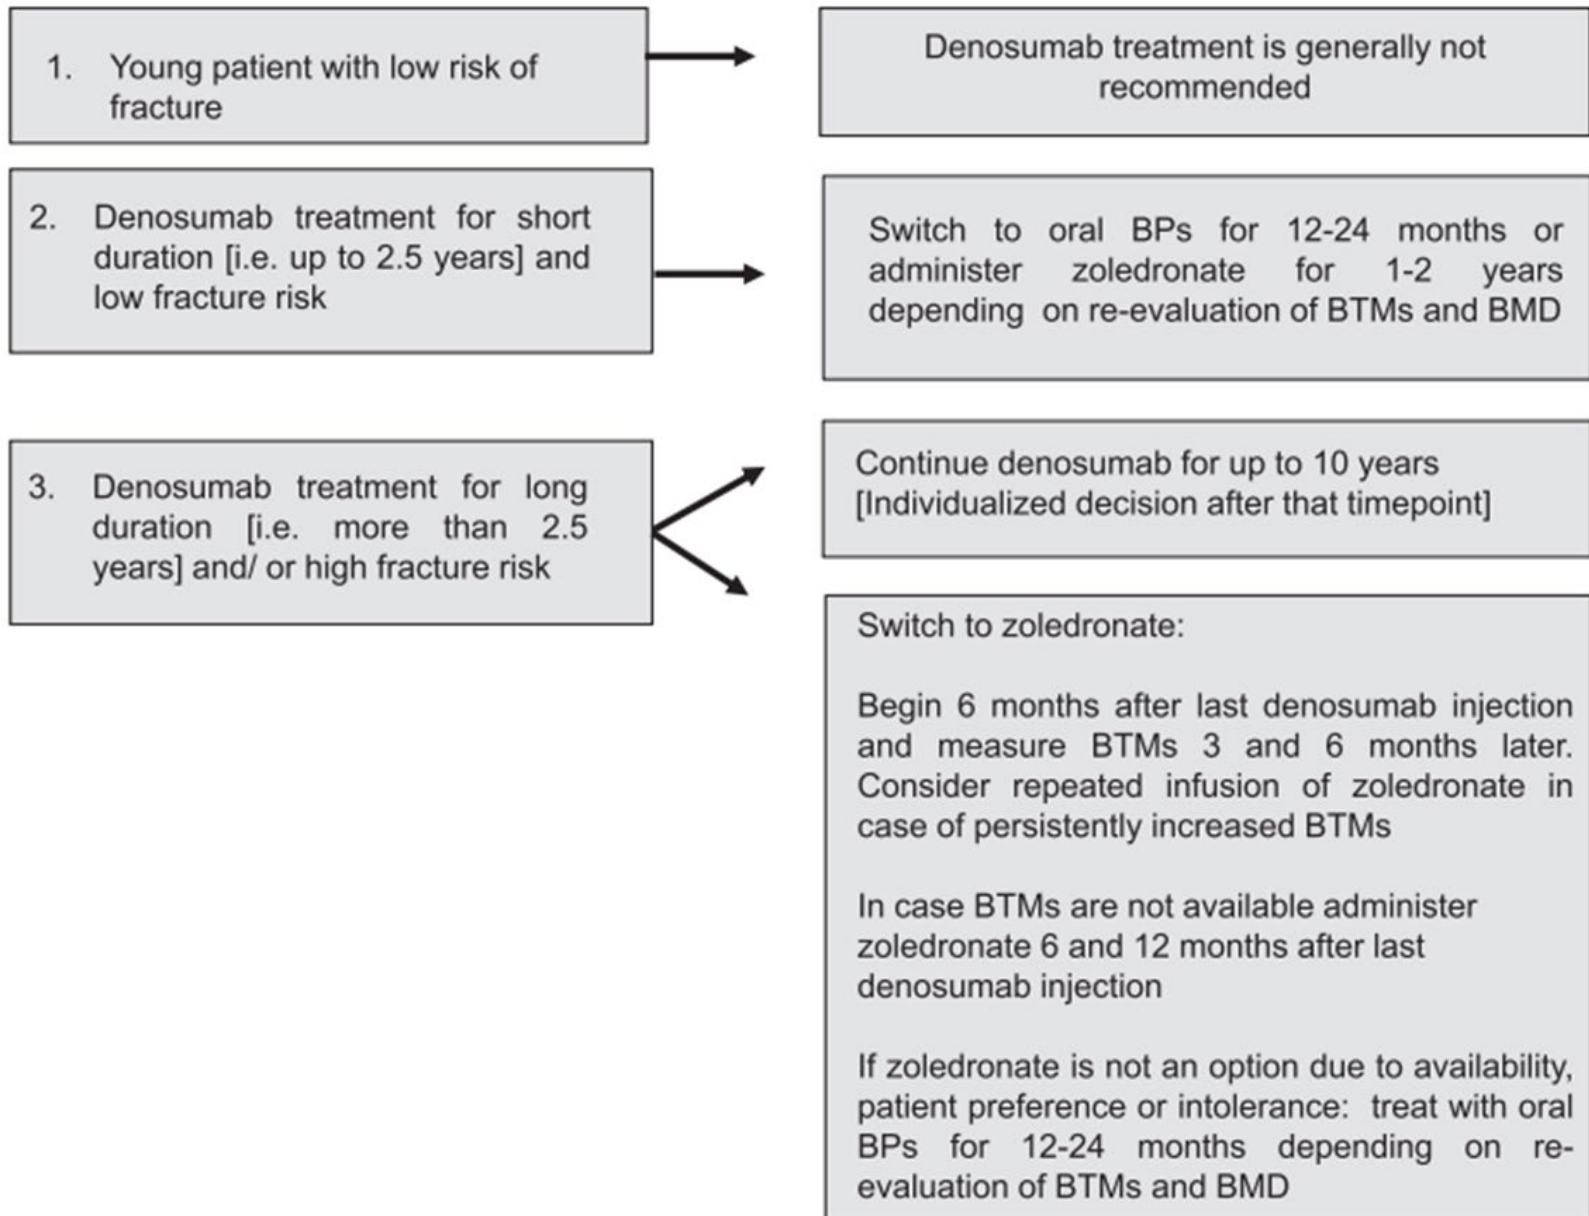 1. Young patient with low risk of
fracture
Denosumab treatment is generally not
recommended
2. Denosumab treatment for short
duration [i.e. up to 2.5 years] and
low fracture risk
Switch to oral BPs for 12-24 months or
administer zoledronate for 1-2 years
depending on re-evaluation of BTMs and BMD
3. Denosumab treatment for long
duration [i.e. more than 2.5
years] and/ or high fracture risk
Continue denosumab for up to 10 years
[Individualized decision after that timepoint]
Switch to zoledronate:
Begin 6 months after last denosumab injection
and measure BTMs 3 and 6 months later.
Consider repeated infusion of zoledronate in
case of persistently increased BTMs
In case BTMs are not available administer
zoledronate 6 and 12 months after last
denosumab injection
If zoledronate is not an option due to availability,
patient preference or intolerance: treat with oral
BPs for 12-24 months depending on re-
evaluation of BTMs and BMD